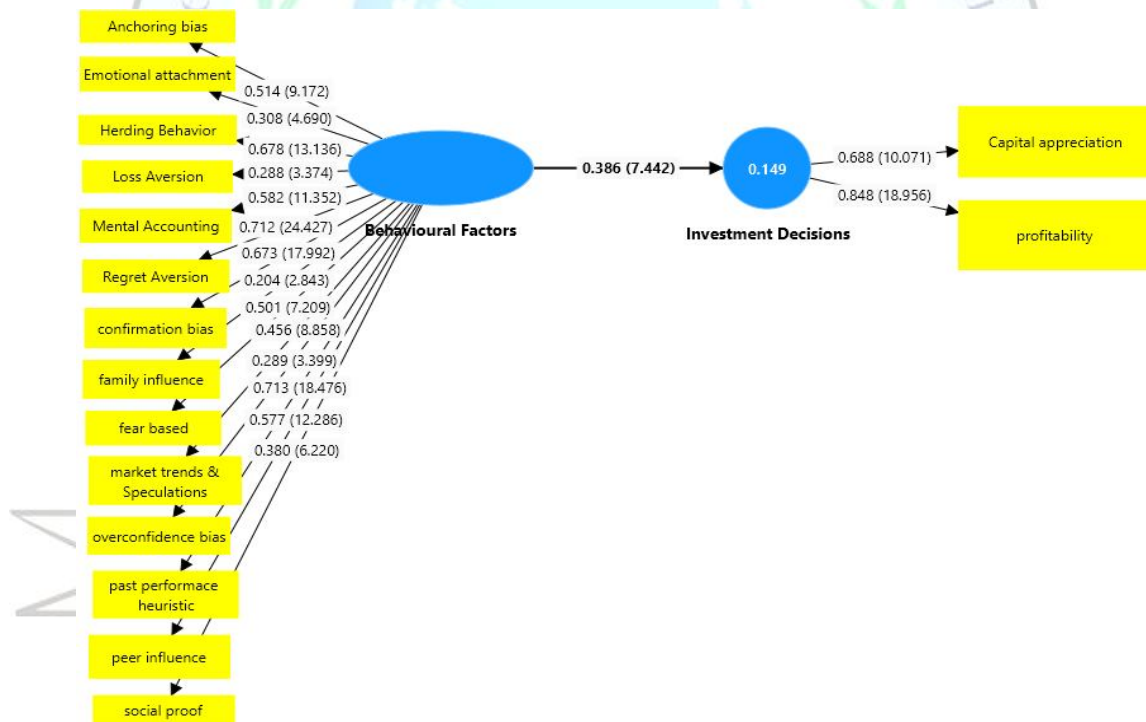 Anchoring bias
Emotional attachment
Herding Behavior
Loss Aversion
Mental Accounting
Regret Aversion
confirmation bias
family influence
fear based
market trends &
Speculations
overconfidence bias
past performace
heuristic
peer influence
social proof
0.514 (9.172)
0.308 (4.690)
0.678 (13.136)
0.288 (3.374)
0.582 (11.352)
0.712 (24.427)
0.673 (17.992)
0.204 (2.843)
0.501 (7.209)
0.456 (8.858)
0.289 (3.399)
0.713 (18.476)
0.577 (12.286)
0.380 (6.220)
Behavioural Factors
0.386 (7.442)
0.149
Investment Decisions
0.688 (10.071)
0.848 (18.956)
Capital appreciation
profitability